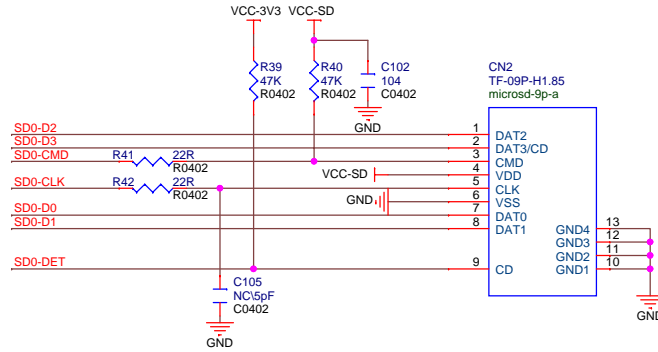 VCC-3V3 VCC-SD
R39
47K
R0402
R40
47K
R0402
C102
104
C0402
GND
CN2
TF-09P-H1.85
microsd-9p-a
SD0-D2 1 DAT2
SD0-D3 2 DAT3/CD
SD0-CMD R41 22R R0402 3 CMD
VCC-SD 4 VDD
SD0-CLK R42 22R R0402 5 CLK
GND 6 VSS
SD0-D0 7 DAT0
SD0-D1 8 DAT1
GND4 13
GND3 12
GND2 11
GND1 10
SD0-DET 9 CD
C105
NC\5pF
C0402
GND
GND